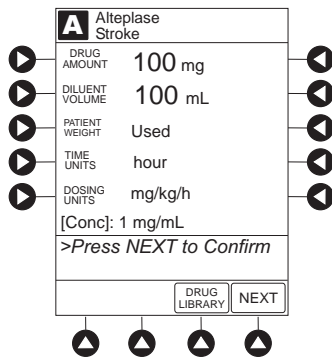 A Alteplase
Stroke
DRUG
AMOUNT 100 mg
DILUENT
VOLUME 100 mL
PATIENT
WEIGHT Used
TIME
UNITS hour
DOSING
UNITS mg/kg/h
[Conc]: 1 mg/mL
>Press NEXT to Confirm
DRUG
LIBRARY NEXT